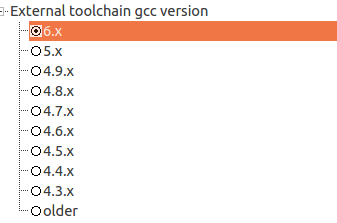 External toolchain gcc version
6.x
5.x
4.9.x
4.8.x
4.7.x
4.6.x
4.5.x
4.4.x
4.3.x
older